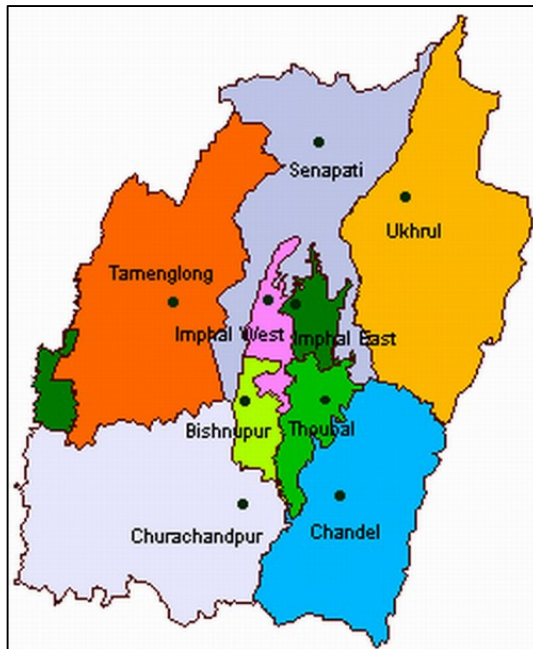 Senapati
Ukhrul
Tamenglong
Imphal West
Imphal East
Bishnupur
Thoubal
Churachandpur
Chandel